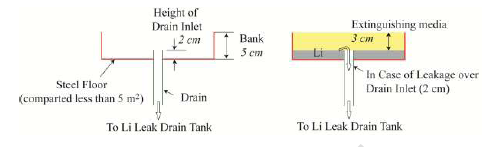 Height of
Drain Inlet
2 cm
Bank
5 cm
Steel Floor
(comparted less than 5 m²)
Drain
To Li Leak Drain Tank
Extinguishing media
3 cm
Li
In Case of Leakage over
Drain Inlet (2 cm)
To Li Leak Drain Tank